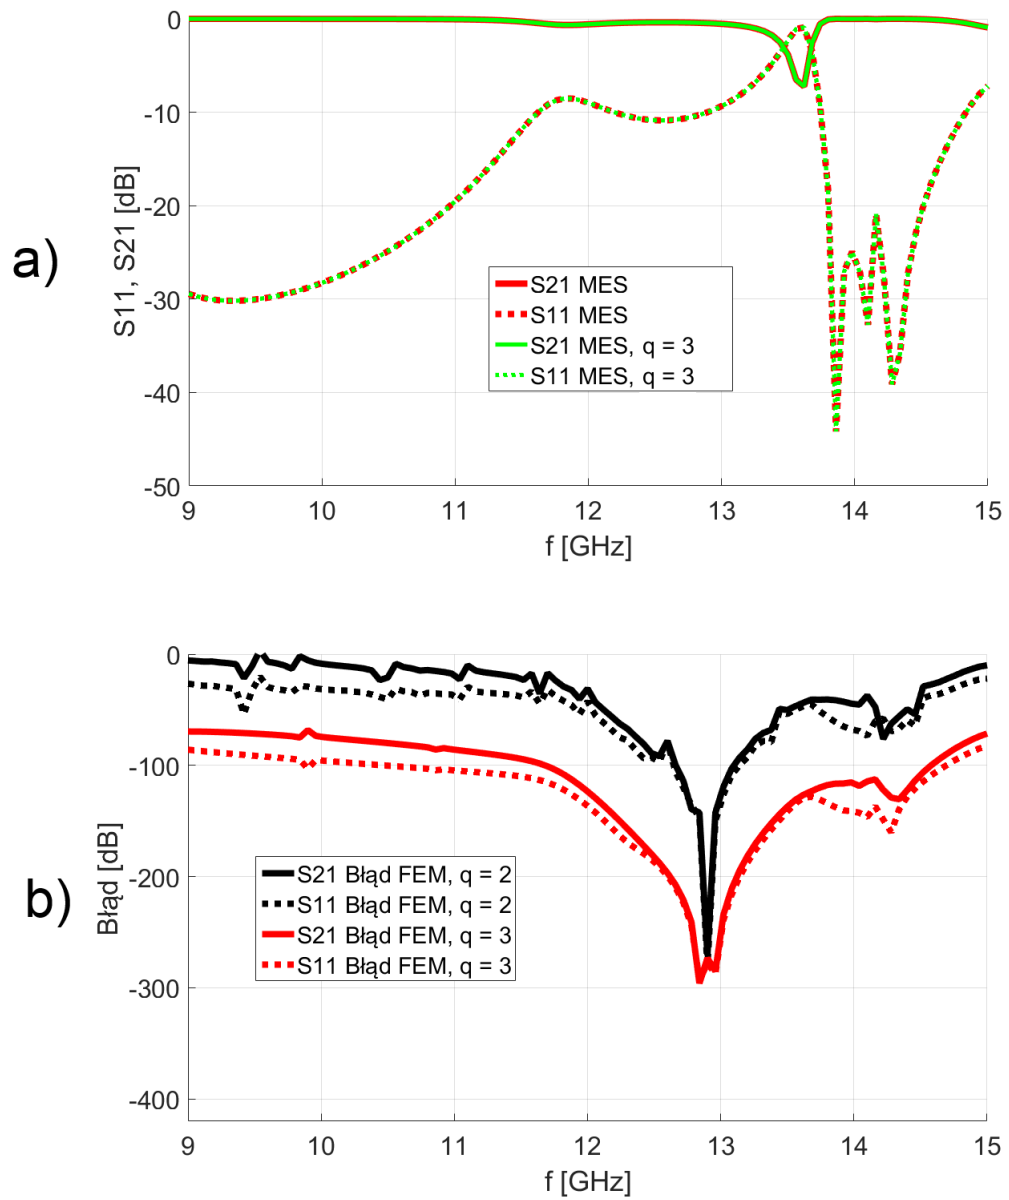 a)
S11, S21 [dB]
0
-10
-20
-30
-40
-50
S21 MES
S11 MES
S21 MES, q = 3
S11 MES, q = 3
9 10 11 12 13 14 15
f [GHz]
b)
Błąd [dB]
0
-100
-200
-300
-400
S21 Błąd FEM, q = 2
S11 Błąd FEM, q = 2
S21 Błąd FEM, q = 3
S11 Błąd FEM, q = 3
9 10 11 12 13 14 15
f [GHz]